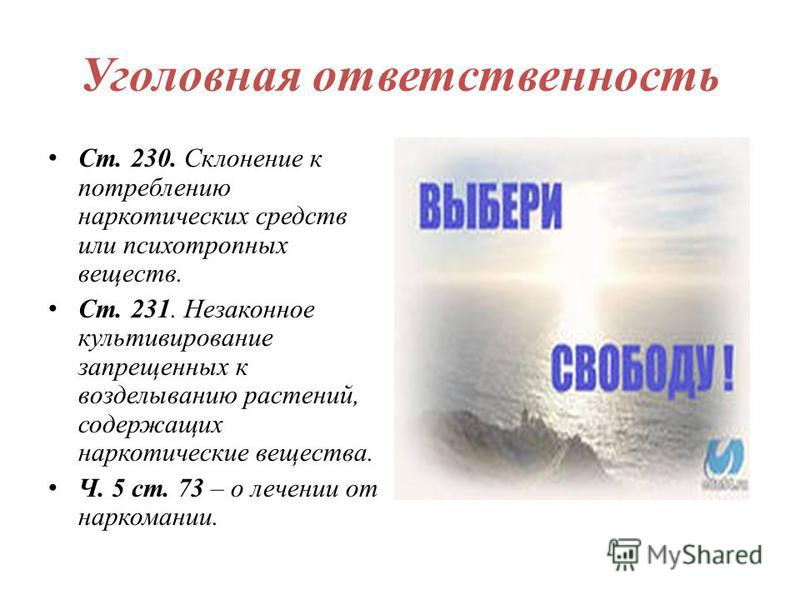 Уголовная ответственность
• Ст. 230. Склонение к
потреблению
наркотических средств
или психотропных
веществ.
• Ст. 231. Незаконное
культивирование
запрещенных к
возделыванию растений,
содержащих
наркотические вещества.
• Ч. 5 ст. 73 – о лечении от
наркомании.
ВЫБЕРИ
СВОБОДУ !
MyShared